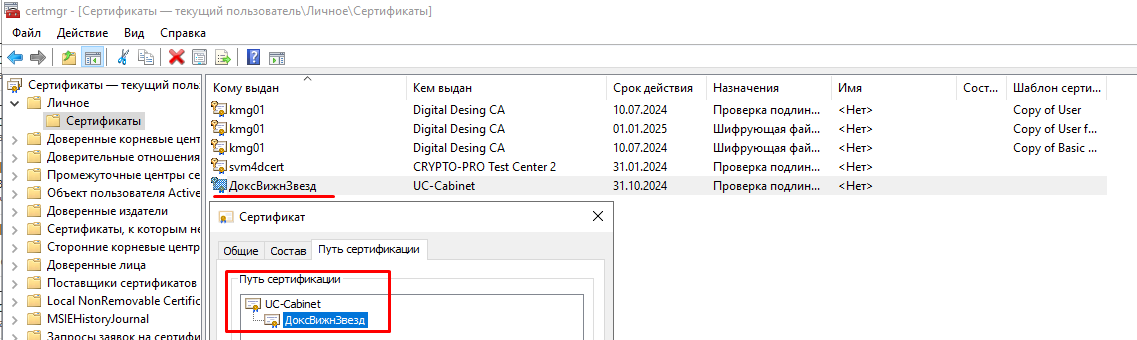 certmgr - [Сертификаты — текущий пользователь\Личное\Сертификаты]
Файл Действие Вид Справка
Сертификаты — текущий поль
Личное
Сертификаты
Доверенные корневые цент
Доверительные отношения
Промежуточные центры се
Объект пользователя Active
Доверенные издатели
Сертификаты, к которым не
Сторонние корневые центр
Доверенные лица
Поставщики сертификатов
Local NonRemovable Certific
MSIEHistoryJournal
Запросы заявок на сертифи
Кому выдан Кем выдан Срок действия Назначения Имя Сост... Шаблон серти...
kmg01 Digital Desing CA 10.07.2024 Проверка подлин... <Нет> Copy of User
kmg01 Digital Desing CA 01.01.2025 Шифрующая фай... <Нет> Copy of User f...
kmg01 Digital Desing CA 10.07.2024 Шифрующая фай... <Нет> Copy of Basic ...
svm4dcert CRYPTO-PRO Test Center 2 31.01.2024 Проверка подлин... <Нет>
ДоксВижнЗвезд UC-Cabinet 31.10.2024 Проверка подлин... <Нет>
Сертификат
Общие Состав Путь сертификации
Путь сертификации
UC-Cabinet
ДоксВижнЗвезд